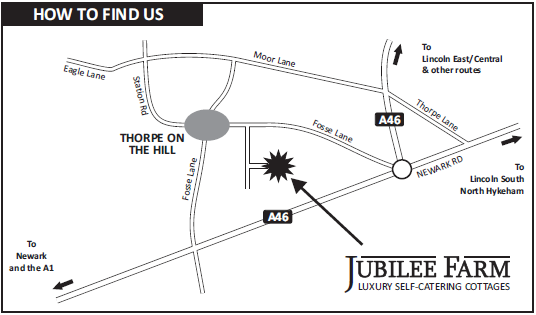 HOW TO FIND US
To
Lincoln East/Central
& other routes
Moor Lane
Eagle Lane
Station Rd
Thorpe Lane
A46
Fosse Lane
THORPE ON
THE HILL
NEWARK RD
To
Lincoln South
North Hykeham
Fosse Lane
A46
To
Newark
and the A1
JUBILEE FARM
LUXURY SELF-CATERING COTTAGES